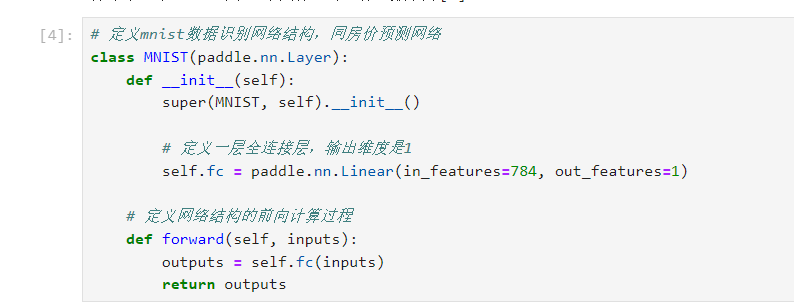 [4]:
# 定义mnist数据识别网络结构，同房价预测网络
class MNIST(paddle.nn.Layer):
    def __init__(self):
        super(MNIST, self).__init__()

        # 定义一层全连接层，输出维度是1
        self.fc = paddle.nn.Linear(in_features=784, out_features=1)

    # 定义网络结构的前向计算过程
    def forward(self, inputs):
        outputs = self.fc(inputs)
        return outputs